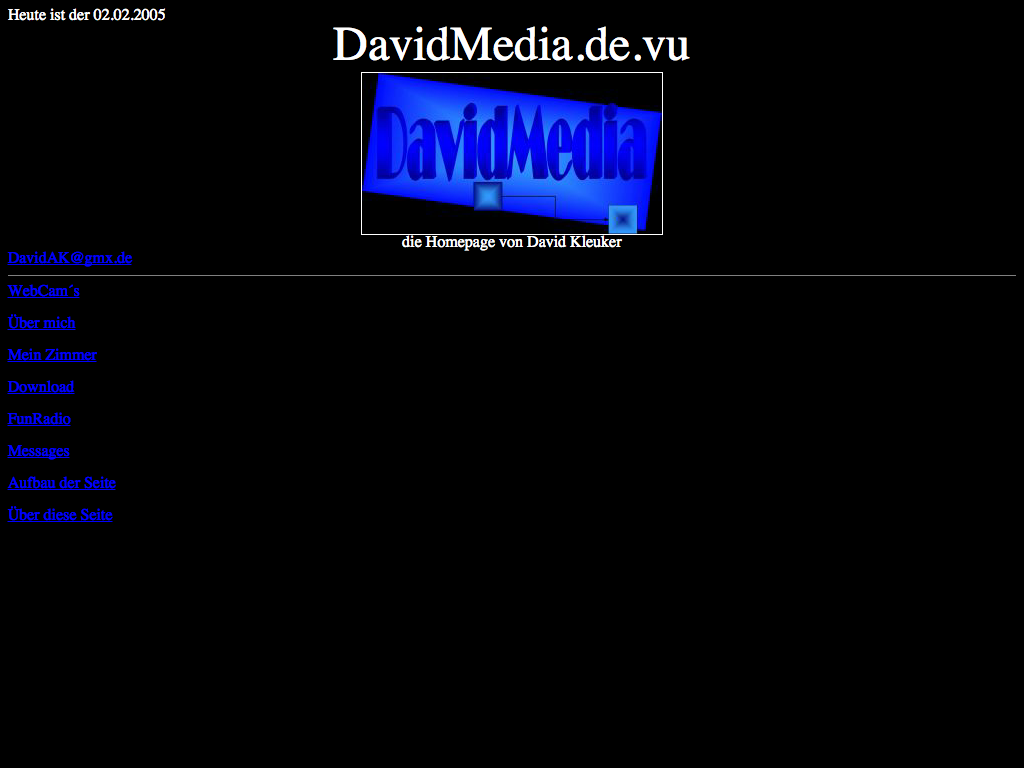 Heute ist der 02.02.2005
DavidMedia.de.vu
DavidMedia
die Homepage von David Kleuker
DavidAK@gmx.de
WebCam´s
Über mich
Mein Zimmer
Download
FunRadio
Messages
Aufbau der Seite
Über diese Seite